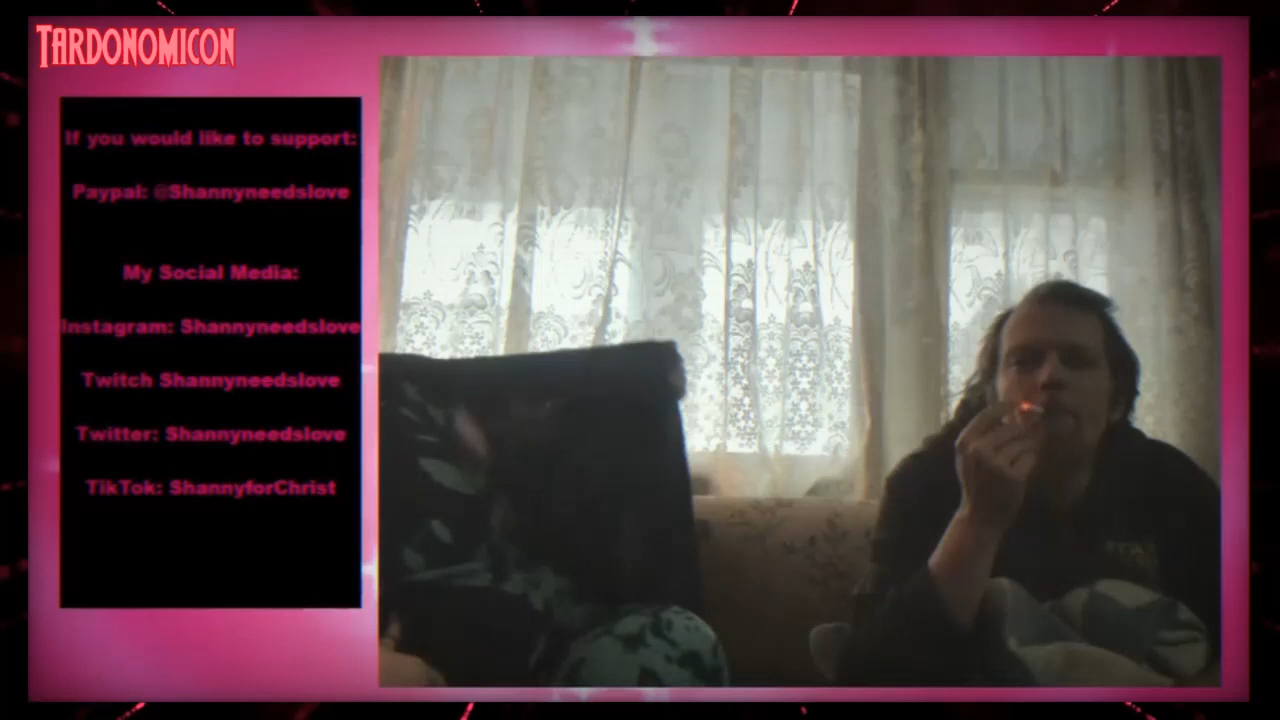 TARDONOMICON
If you would like to support:
Paypal: @Shannyneedslove
My Social Media:
Instagram: Shannyneedslove
Twitch Shannyneedslove
Twitter: Shannyneedslove
TikTok: ShannyforChrist